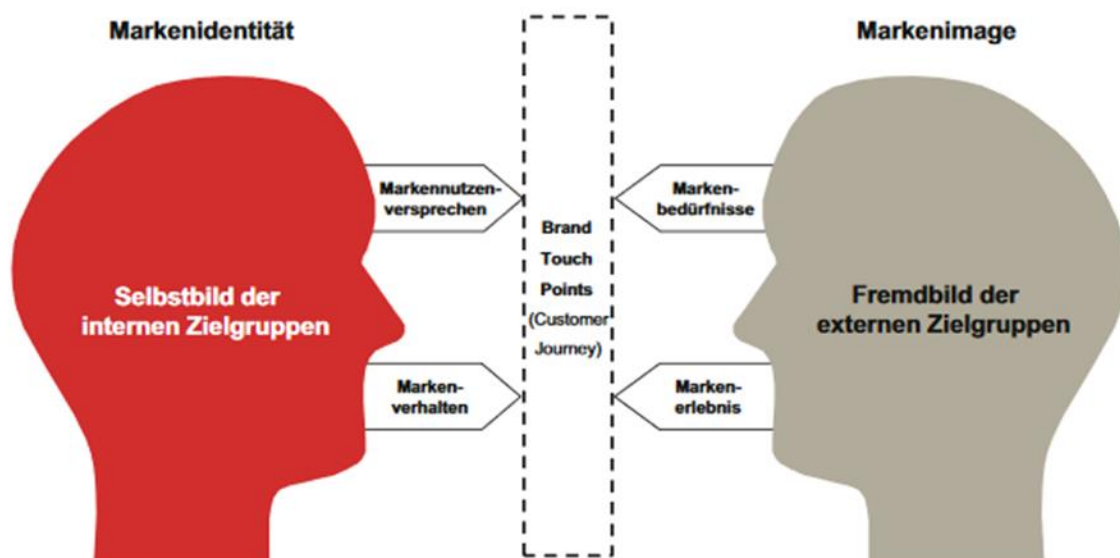 Markenidentität
Markenimage
Markennutzen-
versprechen
Marken-
bedürfnisse
Brand
Touch
Points
(Customer
Journey)
Selbstbild der
internen Zielgruppen
Fremdbild der
externen Zielgruppen
Marken-
verhalten
Marken-
erlebnis